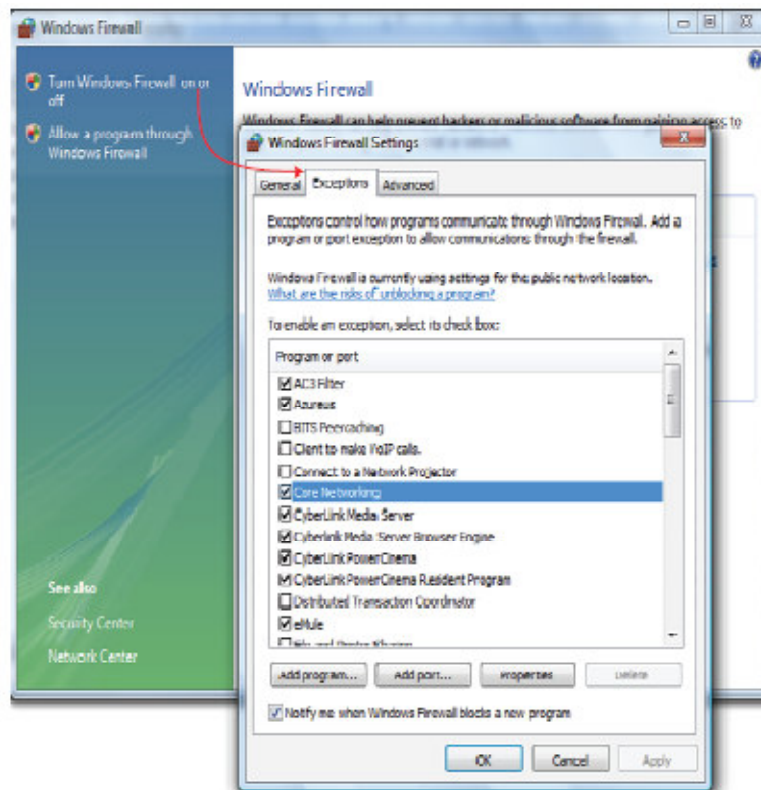 Windows Firewall
Turn Windows Firewall on or
off
Allow a program through
Windows Firewall
See also
Security Center
Network Center
Windows Firewall
Windows Firewall can help prevent hackers or malicious software from gaining access to
Windows Firewall Settings
General Exceptions Advanced
Exceptions control how programs communicate through Windows Firewall. Add a
program or port exception to allow communications through the firewall.
Windows Firewall is currently using settings for the public network location.
What are the risks of unblocking a program?
To enable an exception, select its check box:
Program or port
AC3 Filter
Azureus
BITS Peercaching
Client to make VoIP calls.
Connect to a Network Projector
Core Networking
CyberLink Media Server
Cyberlink Media Server Browser Engine
CyberLink PowerCinema
CyberLink PowerCinema Resident Program
Distributed Transaction Coordinator
eMule
Add program... Add port... Properties Delete
Notify me when Windows Firewall blocks a new program
OK Cancel Apply